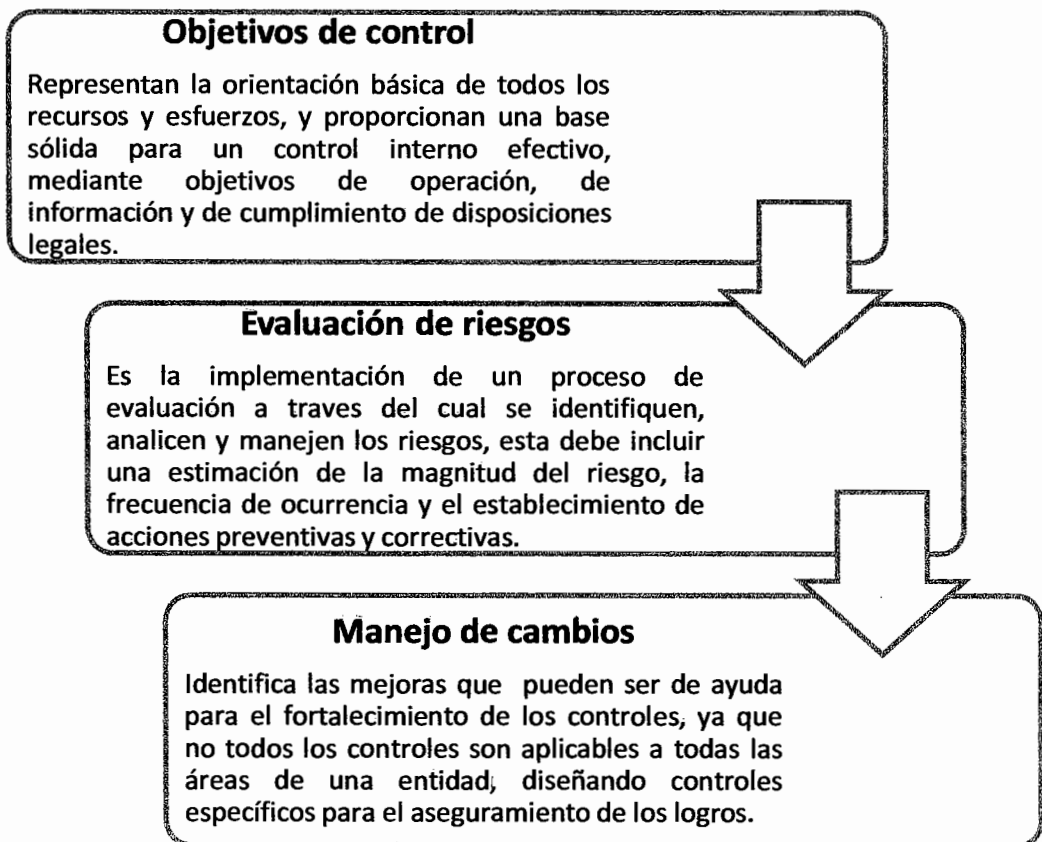 Objetivos de control
Representan la orientación básica de todos los
recursos y esfuerzos, y proporcionan una base
sólida para un control interno efectivo,
mediante objetivos de operación, de
información y de cumplimiento de disposiciones
legales.
Evaluación de riesgos
Es la implementación de un proceso de
evaluación a traves del cual se identifiquen,
analicen y manejen los riesgos, esta debe incluir
una estimación de la magnitud del riesgo, la
frecuencia de ocurrencia y el establecimiento de
acciones preventivas y correctivas.
Manejo de cambios
Identifica las mejoras que pueden ser de ayuda
para el fortalecimiento de los controles, ya que
no todos los controles son aplicables a todas las
áreas de una entidad, diseñando controles
específicos para el aseguramiento de los logros.